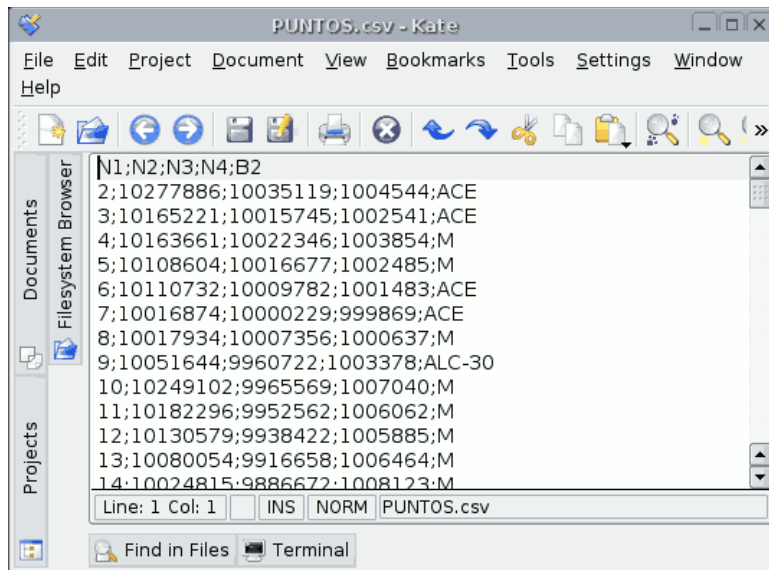 PUNTOS.csv - Kate
File Edit Project Document View Bookmarks Tools Settings Window
Help
»
Documents
Projects
Filesystem Browser
N1;N2;N3;N4;B2
2;10277886;10035119;1004544;ACE
3;10165221;10015745;1002541;ACE
4;10163661;10022346;1003854;M
5;10108604;10016677;1002485;M
6;10110732;10009782;1001483;ACE
7;10016874;10000229;999869;ACE
8;10017934;10007356;1000637;M
9;10051644;9960722;1003378;ALC-30
10;10249102;9965569;1007040;M
11;10182296;9952562;1006062;M
12;10130579;9938422;1005885;M
13;10080054;9916658;1006464;M
14;10024815;9886672;1008123;M
Line: 1 Col: 1 INS NORM PUNTOS.csv
Find in Files Terminal